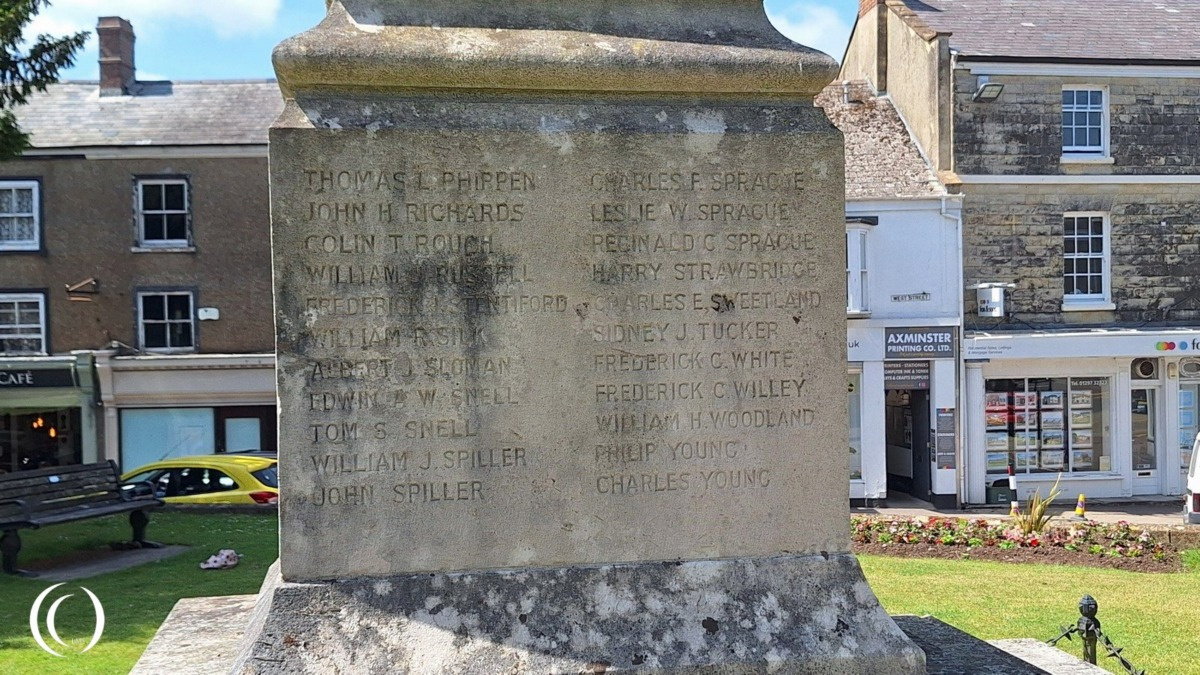 THOMAS L. PHIPPEN
JOHN H. RICHARDS
COLIN T. ROUGH
WILLIAM J. RUSSELL
FREDERICK STENTIFORD
WILLIAM R. SILK
ALBERT J. SLOMAN
EDWIN A. W. SNELL
TOM S. SNELL
WILLIAM J. SPILLER
JOHN SPILLER
CHARLES F. SPRAGUE
LESLIE W. SPRAGUE
REGINALD C. SPRAGUE
HARRY STRAWBRIDGE
CHARLES E. SWEETLAND
SIDNEY J. TUCKER
FREDERICK C. WHITE
FREDERICK C. WILLEY
WILLIAM H. WOODLAND
PHILIP YOUNG
CHARLES YOUNG
CAFÉ
WEST STREET
AXMINSTER
PRINTING CO. LTD.